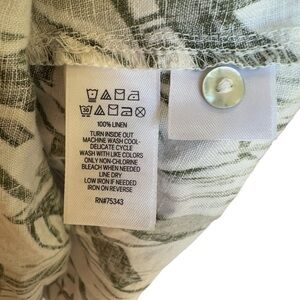 100% LINEN
TURN INSIDE OUT
MACHINE WASH COOL-
DELICATE CYCLE
WASH WITH LIKE COLORS
ONLY NON-CHLORINE
BLEACH WHEN NEEDED
LINE DRY
LOW IRON IF NEEDED
IRON ON REVERSE
RN#75343